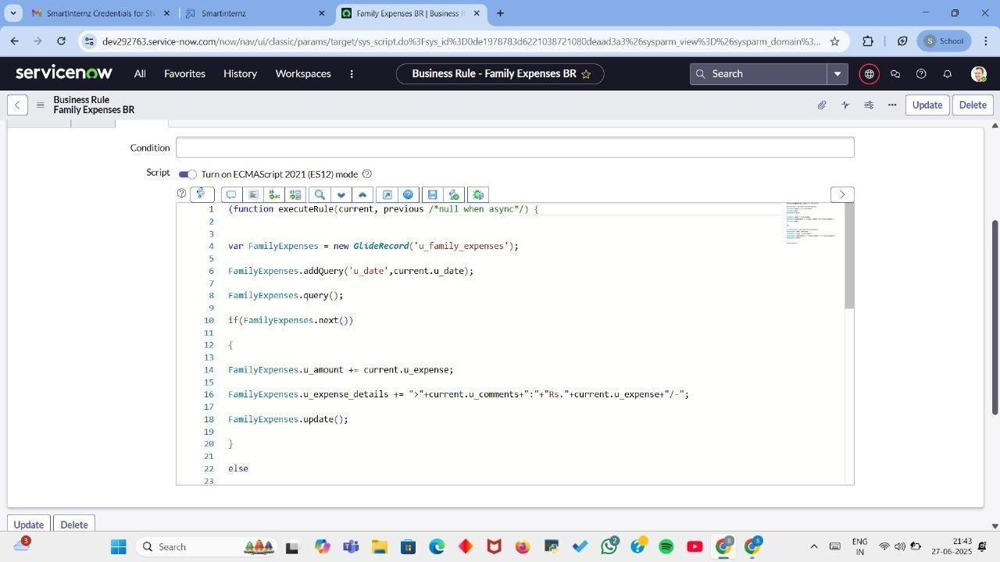 SmartInternz Credentials for Sh
Smartinternz
Family Expenses BR | Business R
dev292763.service-now.com/now/nav/ui/classic/params/target/sys_script.do%3Fsys_id%3D0de1978783d6221038721080deaad3a3%26sysparm_view%3D%26sysparm_domain%3...
S School
servicenow All Favorites History Workspaces Business Rule - Family Expenses BR Search
Business Rule
Family Expenses BR
Update Delete
Condition
Script Turn on ECMAScript 2021 (ES12) mode
1 (function executeRule(current, previous /*null when async*/) {
2
3
4 var FamilyExpenses = new GlideRecord('u_family_expenses');
5
6 FamilyExpenses.addQuery('u_date',current.u_date);
7
8 FamilyExpenses.query();
9
10 if(FamilyExpenses.next())
11
12 {
13
14 FamilyExpenses.u_amount += current.u_expense;
15
16 FamilyExpenses.u_expense_details += ">"+current.u_comments+":"+"Rs."+current.u_expense+"/-";
17
18 FamilyExpenses.update();
19
20 }
21
22 else
23
Update Delete
3
Search
2
ENG
IN
21:43
27-06-2025